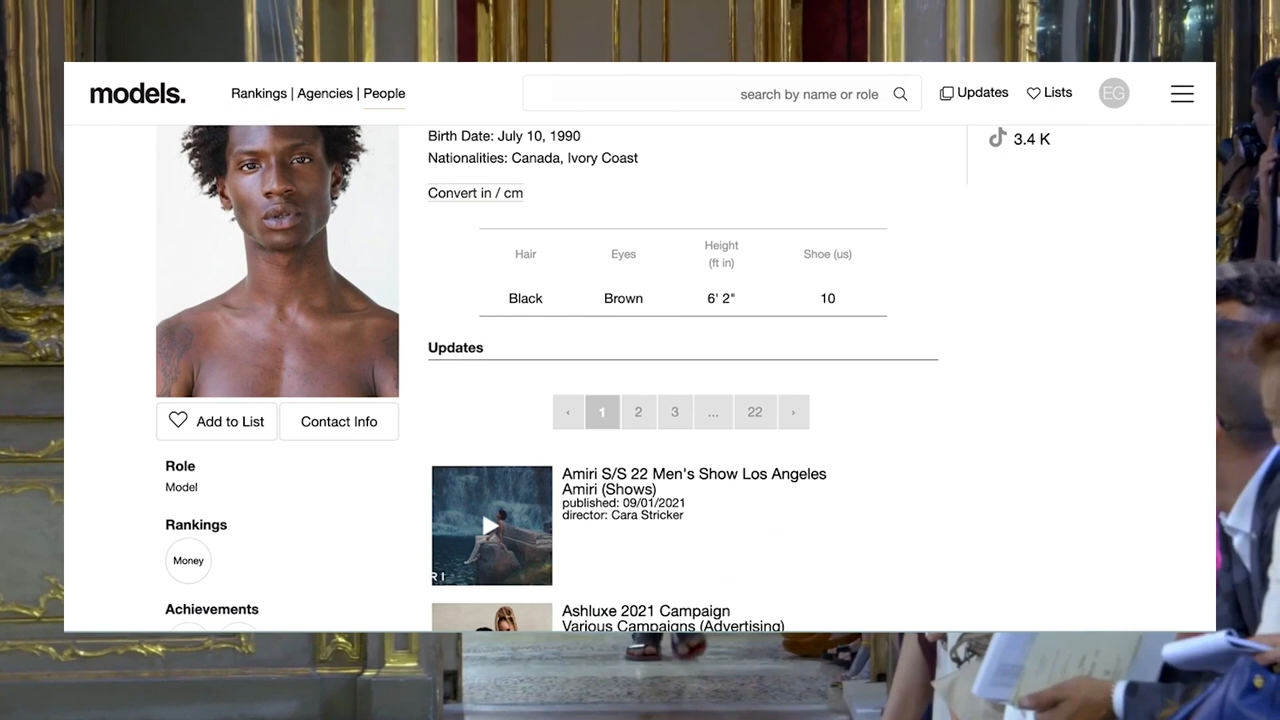 models.
Rankings | Agencies | People
search by name or role
Updates
Lists
EG
Birth Date: July 10, 1990
Nationalities: Canada, Ivory Coast
3.4 K
Convert in / cm
Hair Eyes Height (ft in) Shoe (us)
Black Brown 6' 2" 10
Updates
‹ 1 2 3 ... 22 ›
Add to List
Contact Info
Role
Model
Rankings
Money
Achievements
Amiri S/S 22 Men's Show Los Angeles
Amiri (Shows)
published: 09/01/2021
director: Cara Stricker
RI
Ashluxe 2021 Campaign
Various Campaigns (Advertising)